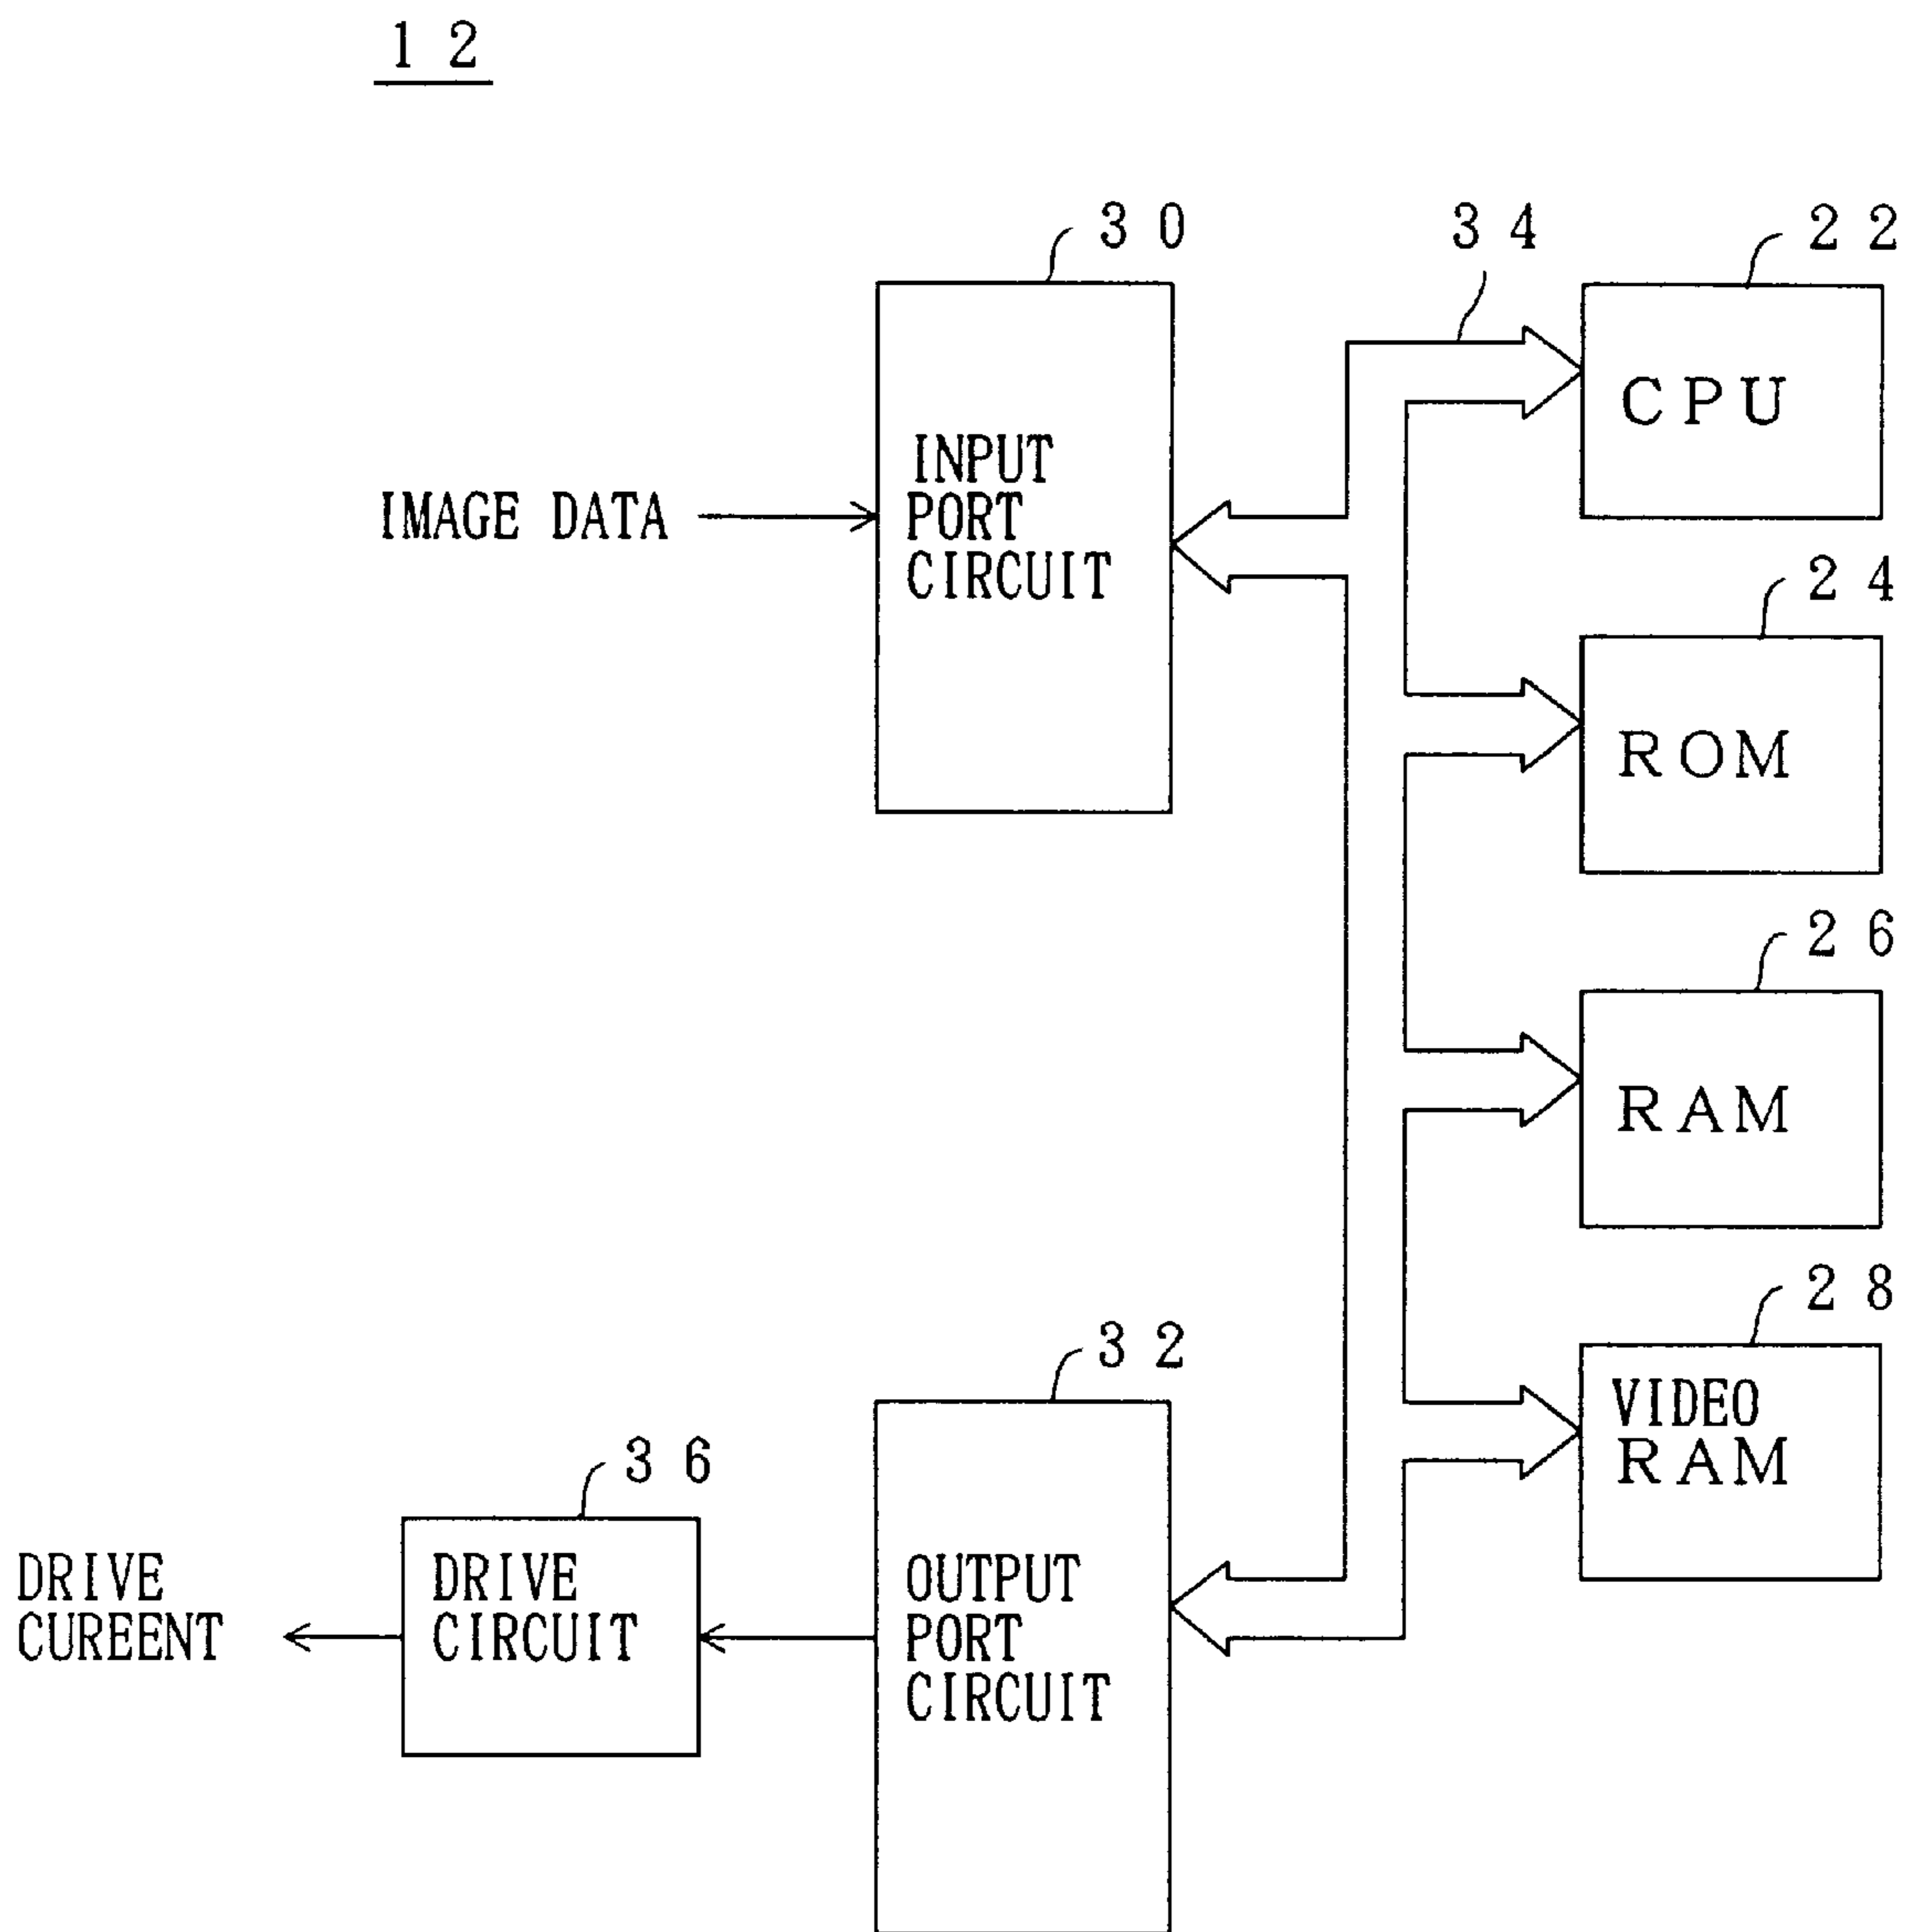 12
30
34
22
CPU
INPUT
PORT
CIRCUIT
IMAGE DATA
24
ROM
26
RAM
28
VIDEO
RAM
32
36
DRIVE
CUREENT
DRIVE
CIRCUIT
OUTPUT
PORT
CIRCUIT